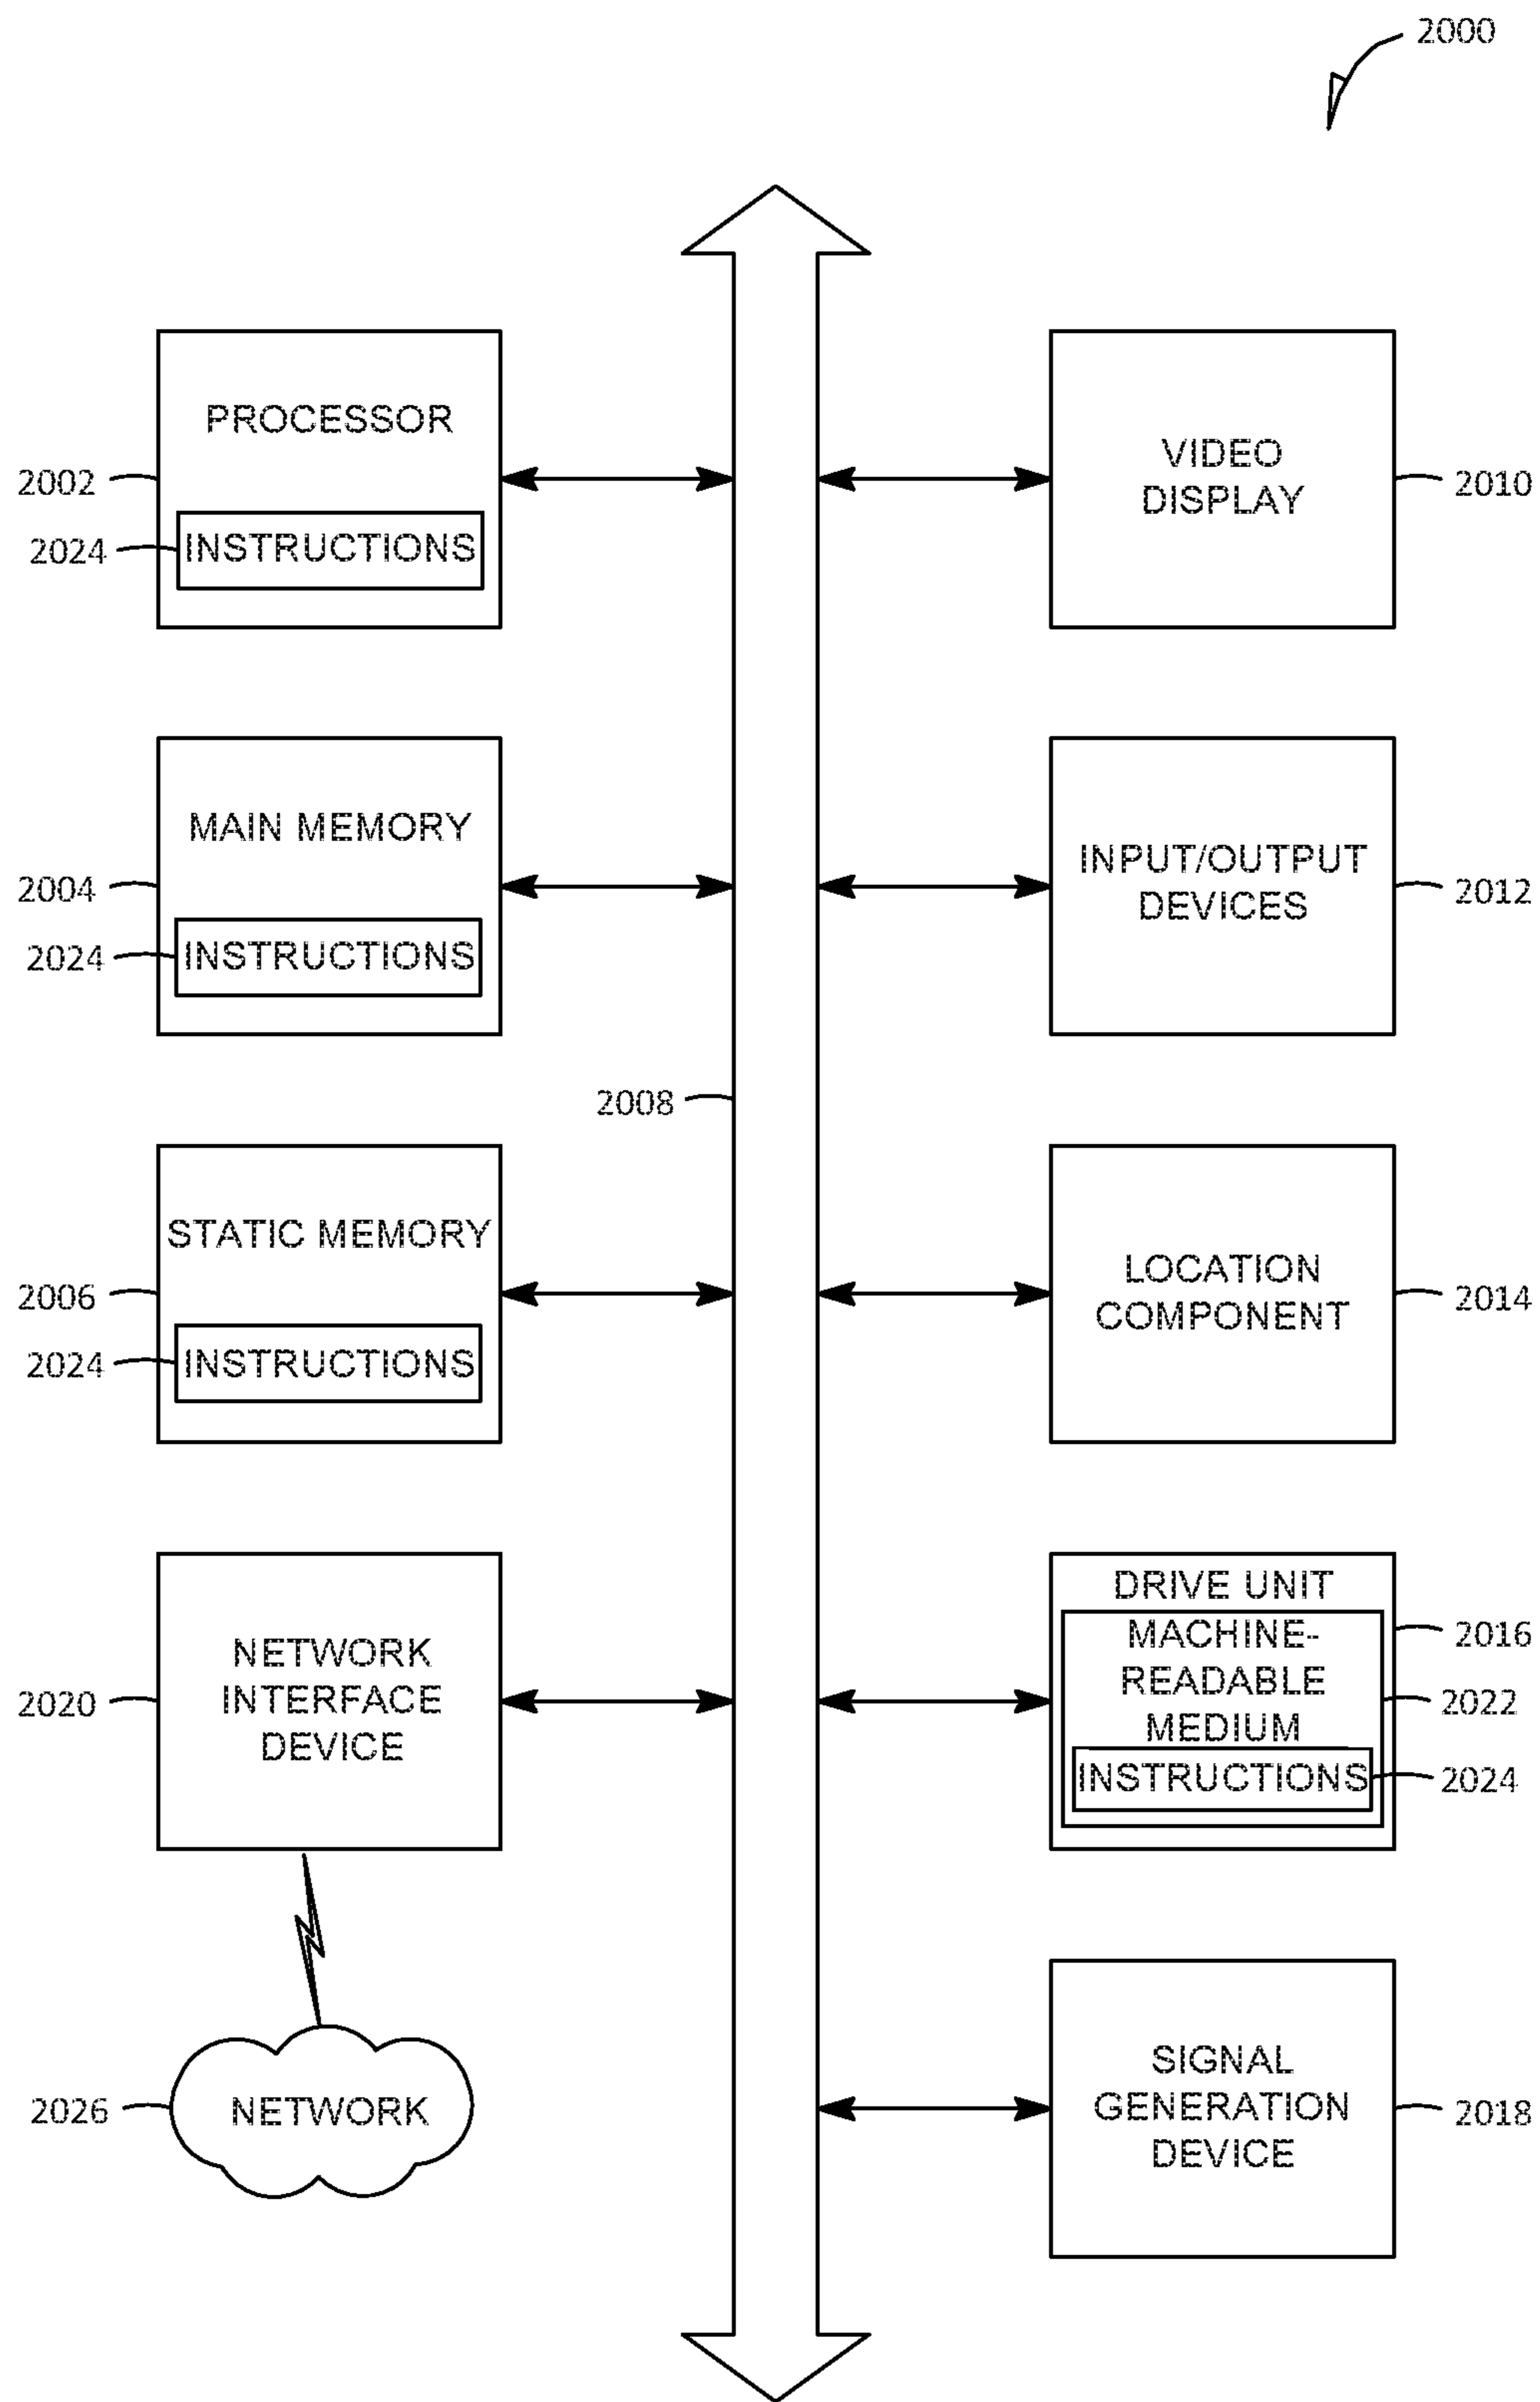 2000
PROCESSOR
2002
2024
INSTRUCTIONS
VIDEO
DISPLAY
2010
MAIN MEMORY
2004
2024
INSTRUCTIONS
INPUT/OUTPUT
DEVICES
2012
2008
STATIC MEMORY
2006
2024
INSTRUCTIONS
LOCATION
COMPONENT
2014
NETWORK
INTERFACE
DEVICE
2020
DRIVE UNIT
MACHINE-
READABLE
MEDIUM
INSTRUCTIONS
2016
2022
2024
NETWORK
2026
SIGNAL
GENERATION
DEVICE
2018